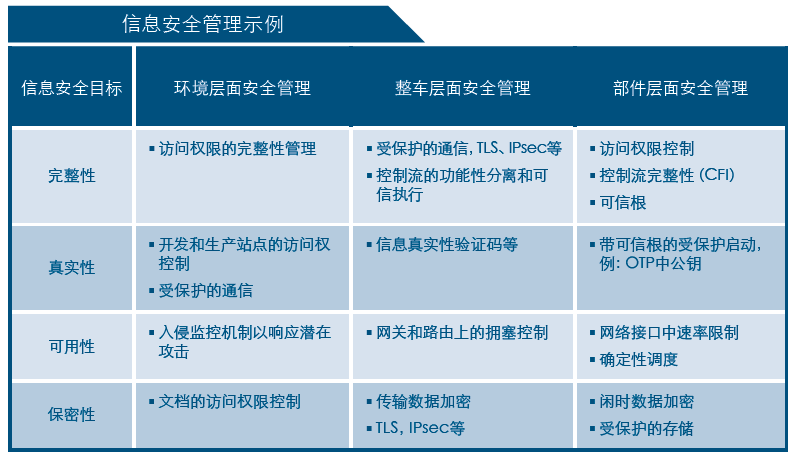 信息安全管理示例
信息安全目标
环境层面安全管理
整车层面安全管理
部件层面安全管理
完整性
▪ 访问权限的完整性管理
▪ 受保护的通信，TLS、IPsec等
▪ 控制流的功能性分离和可
信执行
▪ 访问权限控制
▪ 控制流完整性 (CFI)
▪ 可信根
真实性
▪ 开发和生产站点的访问权
控制
▪ 受保护的通信
▪ 信息真实性验证码等
▪ 带可信根的受保护启动，
例：OTP中公钥
可用性
▪ 入侵监控机制以响应潜在
攻击
▪ 网关和路由上的拥塞控制
▪ 网络接口中速率限制
▪ 确定性调度
保密性
▪ 文档的访问权限控制
▪ 传输数据加密
▪ TLS，IPsec等
▪ 闲时数据加密
▪ 受保护的存储